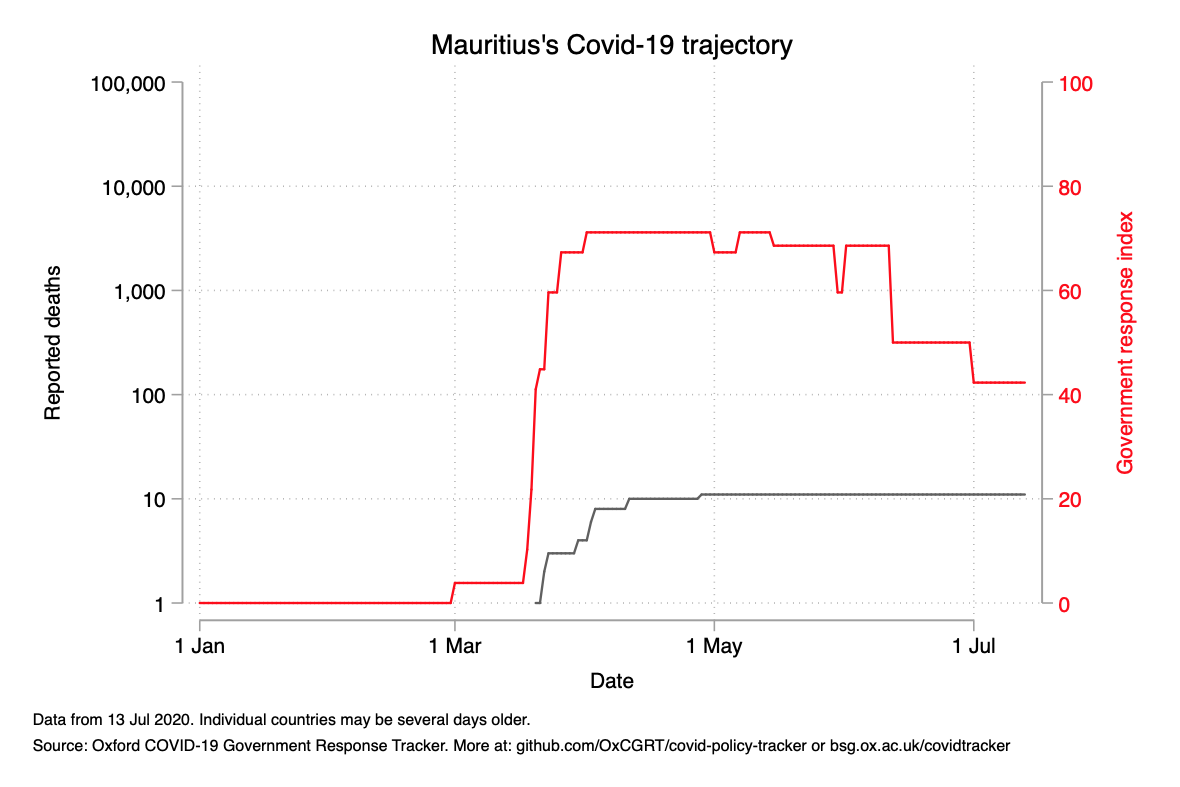 Mauritius's Covid-19 trajectory
100,000
10,000
1,000
100
10
1
Reported deaths
100
80
60
40
20
0
Government response index
1 Jan
1 Mar
1 May
1 Jul
Date
Data from 13 Jul 2020. Individual countries may be several days older.
Source: Oxford COVID-19 Government Response Tracker. More at: github.com/OxCGRT/covid-policy-tracker or bsg.ox.ac.uk/covidtracker